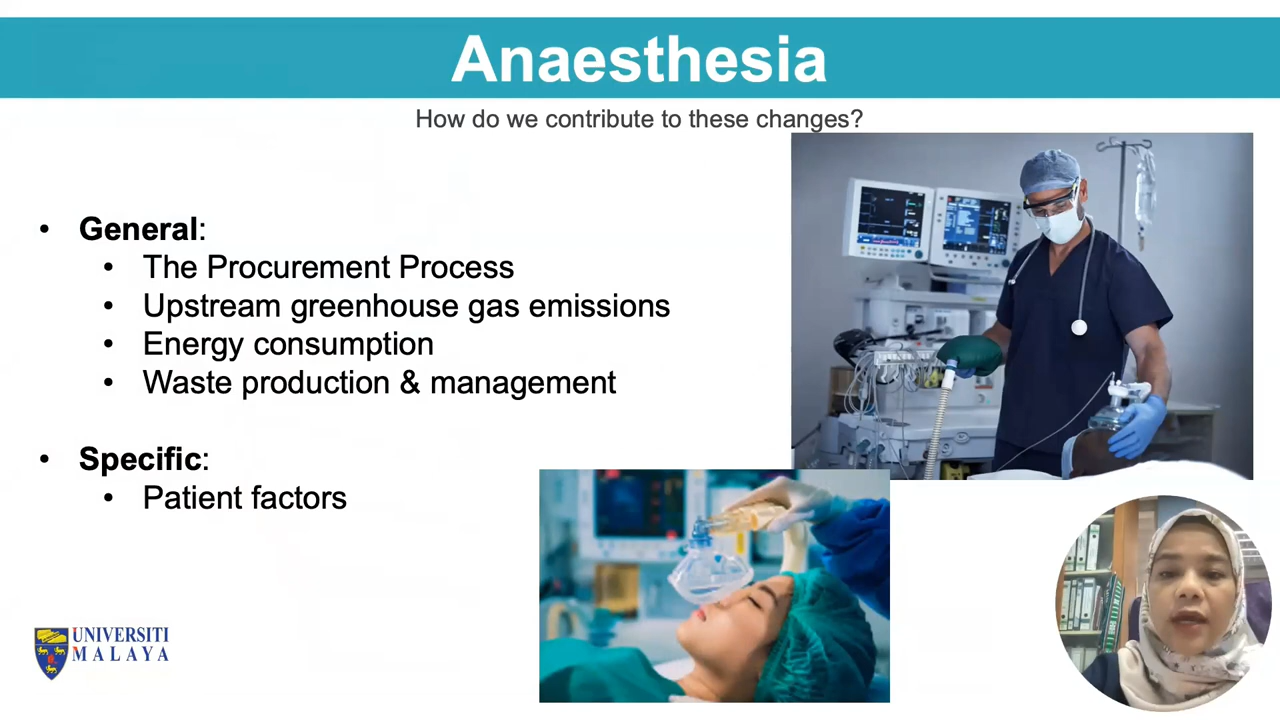 Anaesthesia
How do we contribute to these changes?
• General:
• The Procurement Process
• Upstream greenhouse gas emissions
• Energy consumption
• Waste production & management
• Specific:
• Patient factors
UNIVERSITI
MALAYA